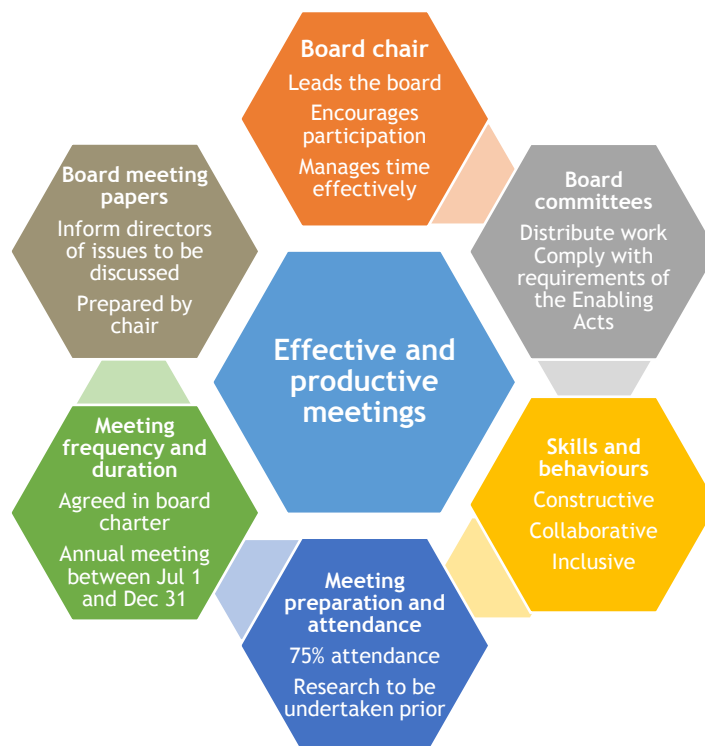 Board chair
Leads the board
Encourages
participation
Manages time
effectively
Board
committees
Distribute work
Comply with
requirements of
the Enabling
Acts
Skills and
behaviours
Constructive
Collaborative
Inclusive
Meeting
preparation and
attendance
75% attendance
Research to be
undertaken prior
Meeting
frequency and
duration
Agreed in board
charter
Annual meeting
between Jul 1
and Dec 31
Board meeting
papers
Inform directors
of issues to be
discussed
Prepared by
chair
Effective and
productive
meetings